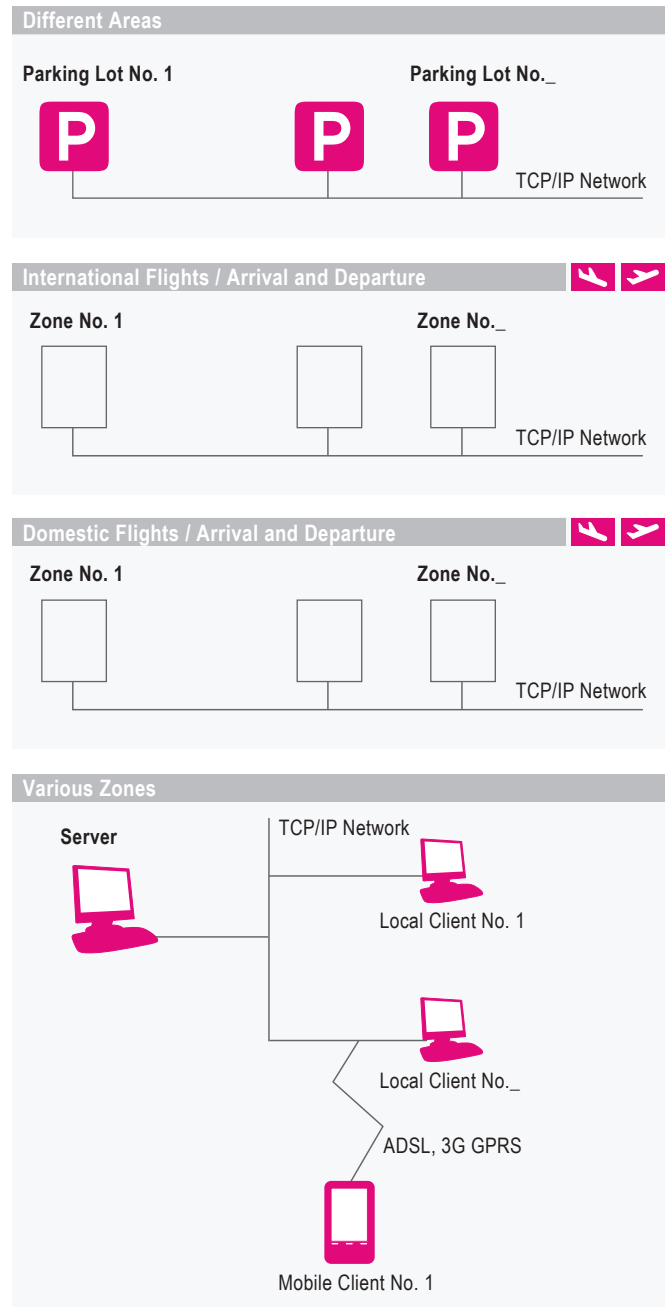 Different Areas
Parking Lot No. 1 Parking Lot No._
P P P
TCP/IP Network
International Flights / Arrival and Departure
Zone No. 1 Zone No._
TCP/IP Network
Domestic Flights / Arrival and Departure
Zone No. 1 Zone No._
TCP/IP Network
Various Zones
Server
TCP/IP Network
Local Client No. 1
Local Client No._
ADSL, 3G GPRS
Mobile Client No. 1